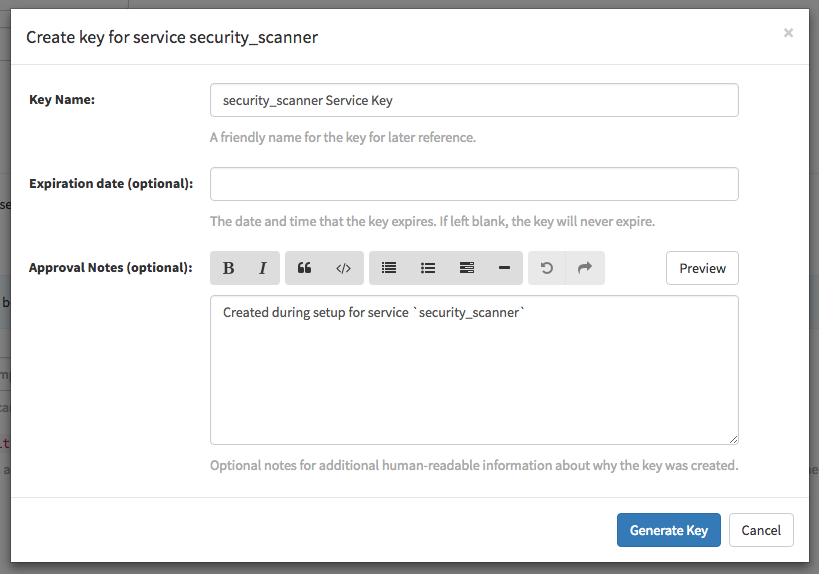 Create key for service security_scanner
×
Key Name:
security_scanner Service Key
A friendly name for the key for later reference.
Expiration date (optional):
The date and time that the key expires. If left blank, the key will never expire.
Approval Notes (optional):
B I
Preview
Created during setup for service `security_scanner`
Optional notes for additional human-readable information about why the key was created.
Generate Key
Cancel